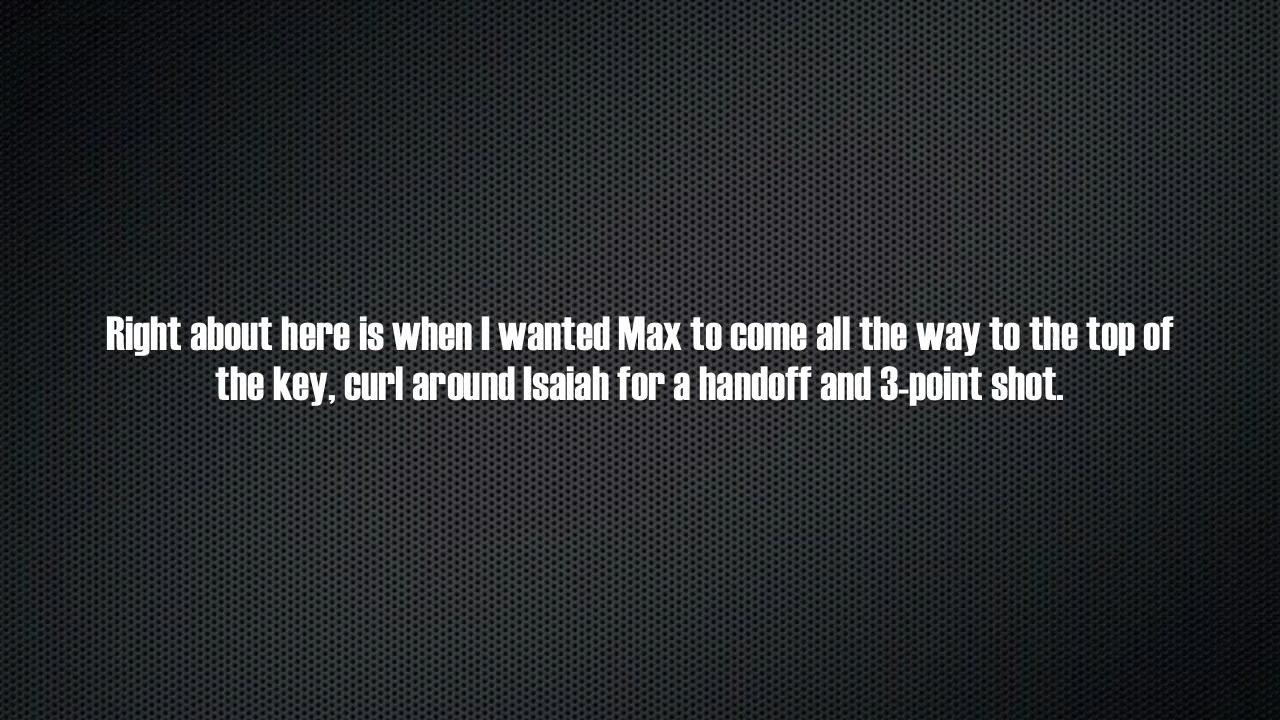 Right about here is when I wanted Max to come all the way to the top of
the key, curl around Isaiah for a handoff and 3-point shot.